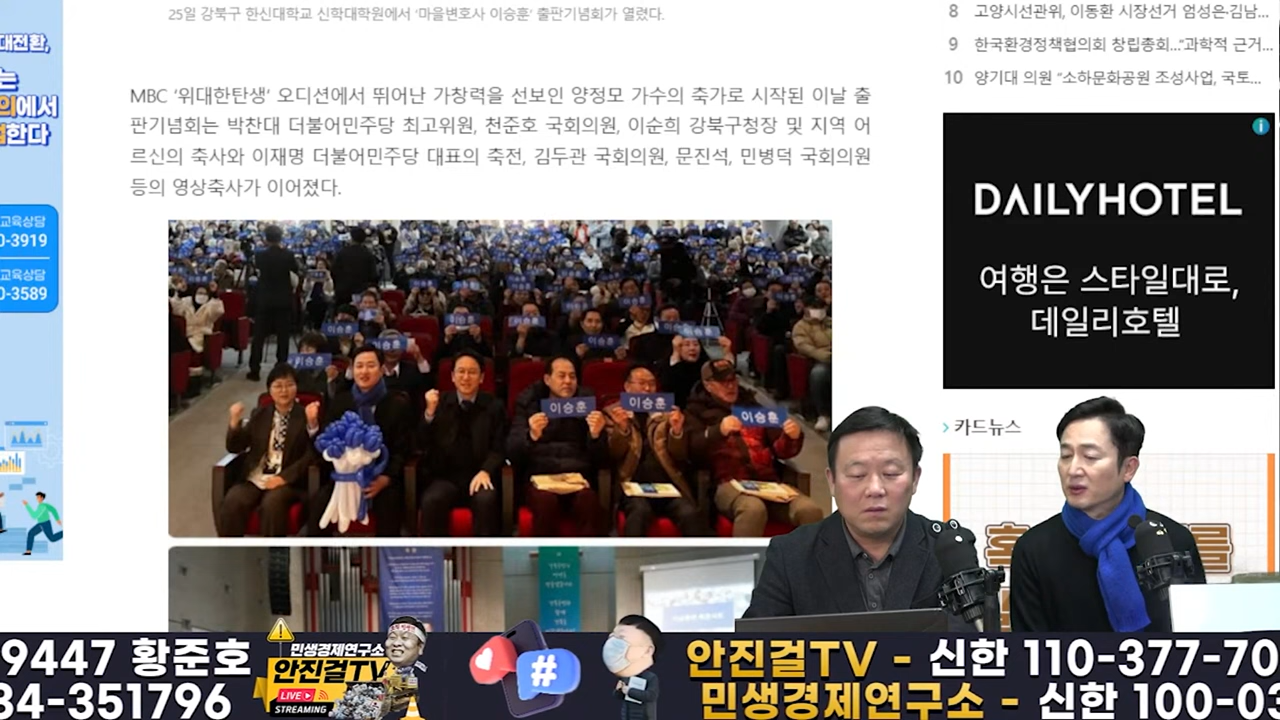 25일 강북구 한신대학교 신학대학원에서 '마을변호사 이승훈' 출판기념회가 열렸다.
MBC '위대한탄생' 오디션에서 뛰어난 가창력을 선보인 양정모 가수의 축가로 시작된 이날 출
판기념회는 박찬대 더불어민주당 최고위원, 천준호 국회의원, 이순희 강북구청장 및 지역 어
르신의 축사와 이재명 더불어민주당 대표의 축전, 김두관 국회의원, 문진석, 민병덕 국회의원
등의 영상축사가 이어졌다.
8 고양시선관위, 이동환 시장선거 엄성은·김남...
9 한국환경정책협의회 창립총회..."과학적 근거...
10 양기대 의원 "소하문화공원 조성사업, 국토...
대전환,
는
의에서
한다
교육상담
0-3919
교육상담
0-3589
DAILYHOTEL
여행은 스타일대로,
데일리호텔
> 카드뉴스
를
이승훈
이승훈
이승훈
이승훈
9447 황준호
34-351796
민생경제연구소
안진걸TV
LIVE
STREAMING
#
안진걸TV - 신한 110-377-70
민생경제연구소 - 신한 100-03